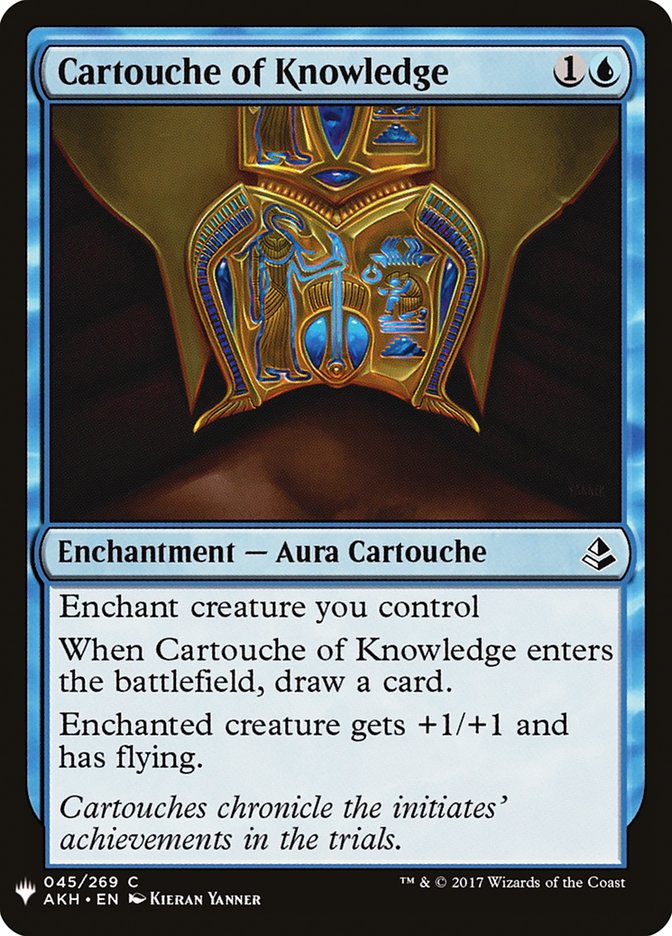 Cartouche of Knowledge 1
Enchantment — Aura Cartouche
Enchant creature you control
When Cartouche of Knowledge enters
the battlefield, draw a card.
Enchanted creature gets +1/+1 and
has flying.
Cartouches chronicle the initiates’
achievements in the trials.
045/269 C
AKH • EN KIERAN YANNER
™ & © 2017 Wizards of the Coast